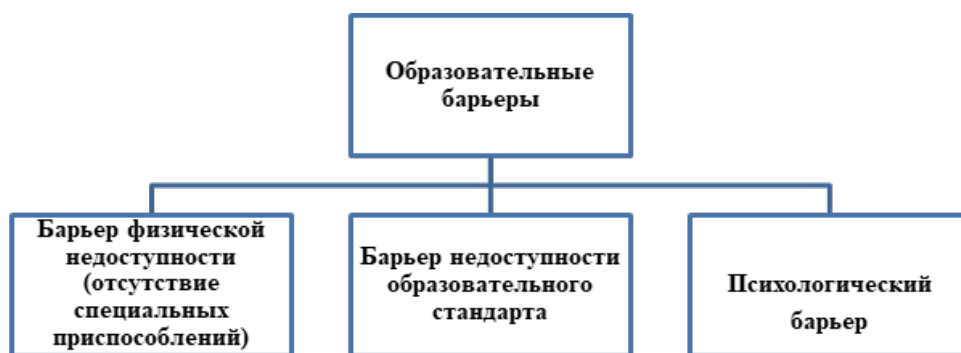 Образовательные
барьеры
Барьер физической
недоступности
(отсутствие
специальных
приспособлений)
Барьер недоступности
образовательного
стандарта
Психологический
барьер